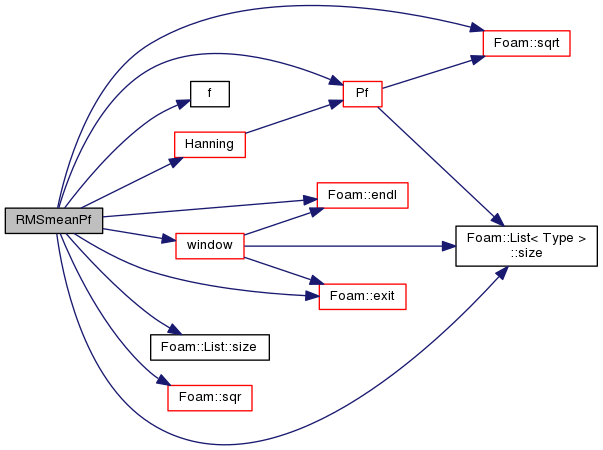 Foam::sqrt
f
Pf
Hanning
Foam::endl
RMSmeanPf
window
Foam::List< Type >
::size
Foam::exit
Foam::List::size
Foam::sqr